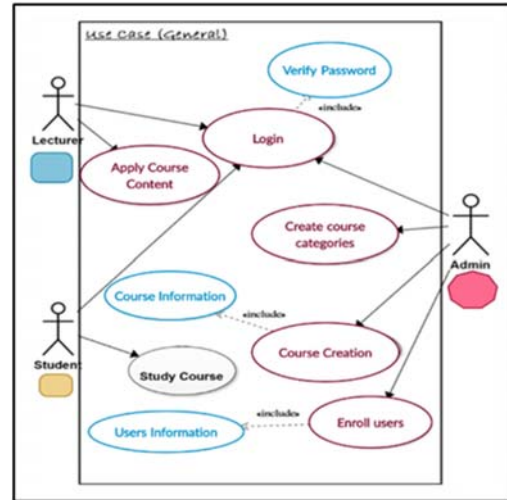 Use Case (General)
Verify Password
«include»
Lecturer
Login
Apply Course
Content
Create course
categories
Admin
Course Information
«include»
Course Creation
Student
Study Course
«include»
Enroll users
Users Information